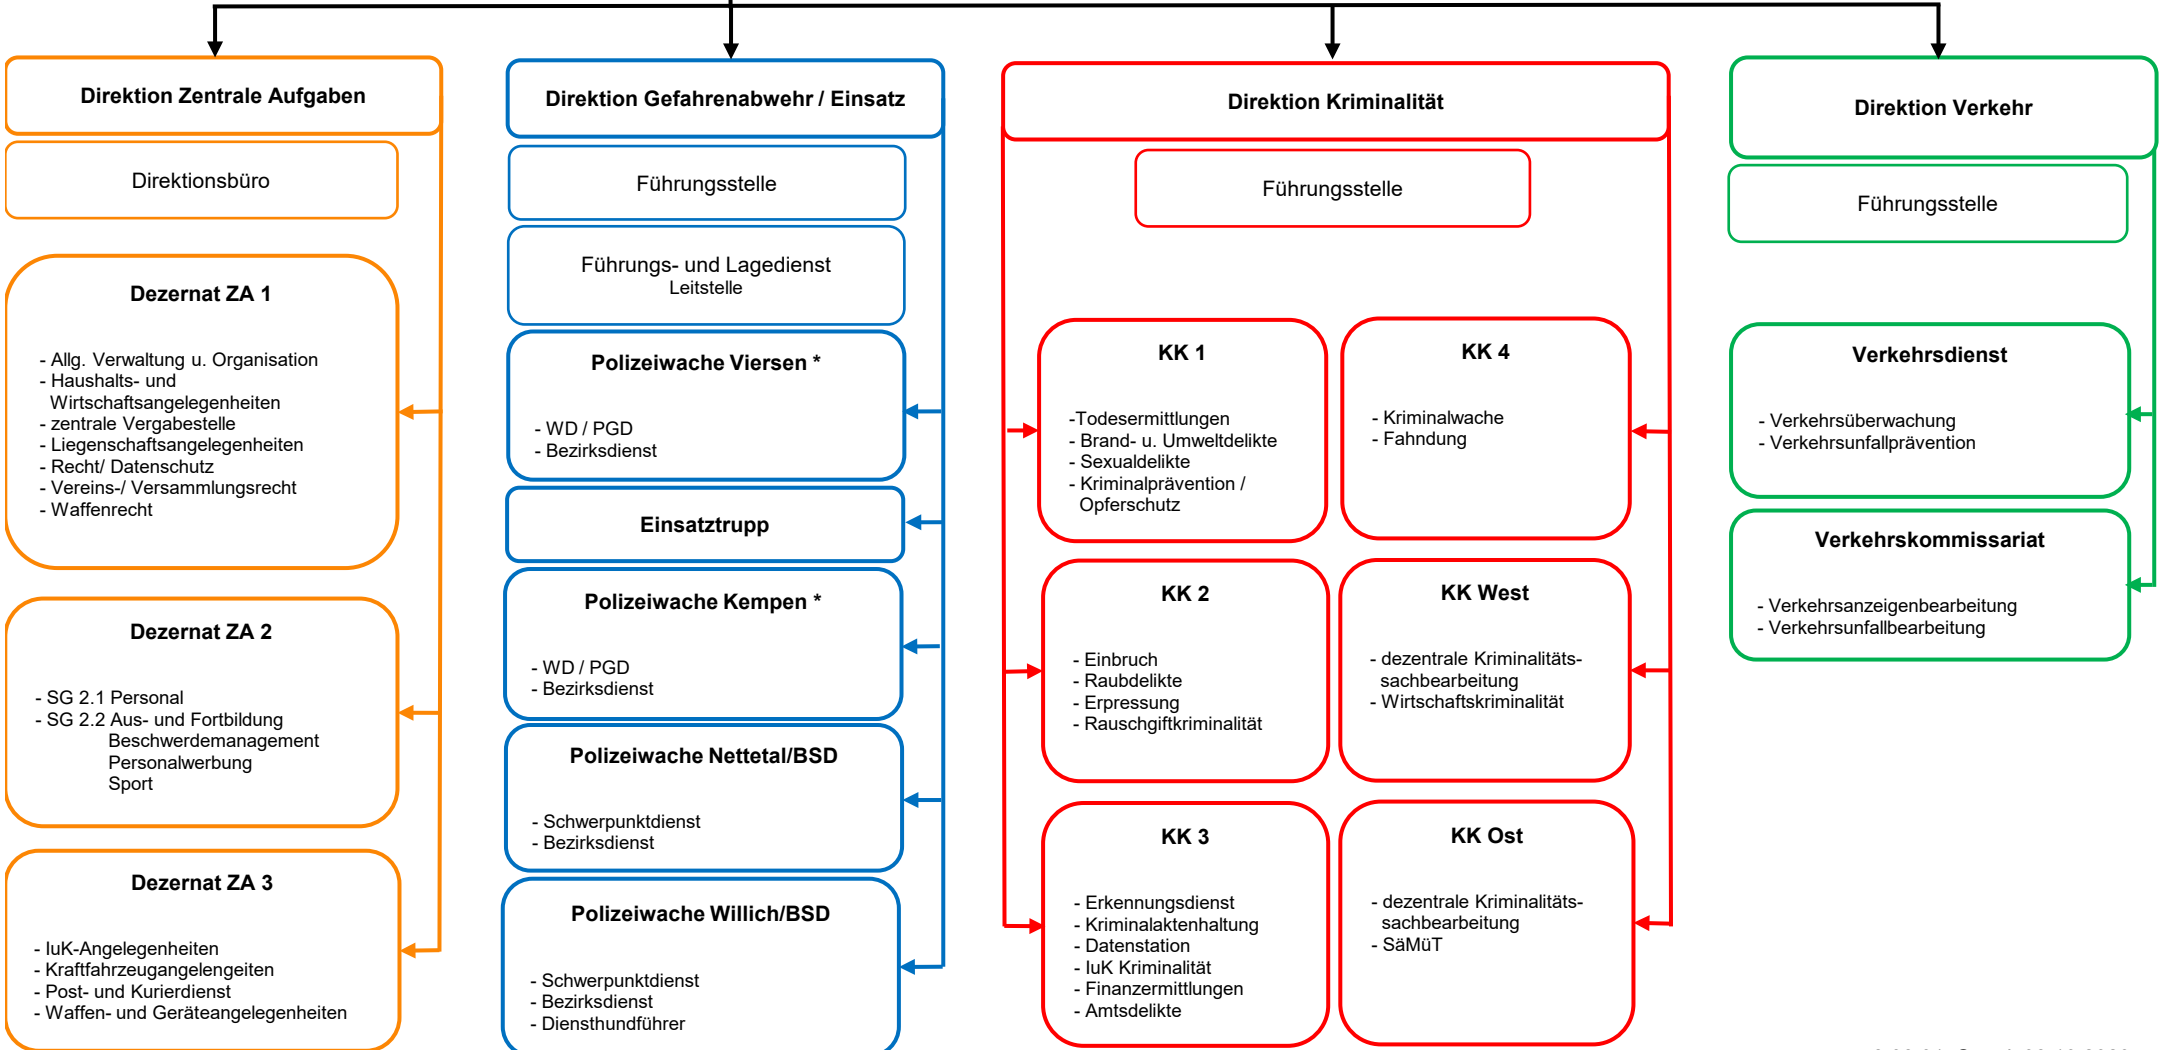 Direktion Zentrale Aufgaben
Direktionsbüro
Dezernat ZA 1
- Allg. Verwaltung u. Organisation
- Haushalts- und
Wirtschaftsangelegenheiten
- zentrale Vergabestelle
- Liegenschaftsangelegenheiten
- Recht/ Datenschutz
- Vereins-/ Versammlungsrecht
- Waffenrecht
Dezernat ZA 2
- SG 2.1 Personal
- SG 2.2 Aus- und Fortbildung
Beschwerdemanagement
Personalwerbung
Sport
Dezernat ZA 3
- IuK-Angelegenheiten
- Kraftfahrzeugangelengeiten
- Post- und Kurierdienst
- Waffen- und Geräteangelegenheiten
Direktion Gefahrenabwehr / Einsatz
Führungsstelle
Führungs- und Lagedienst
Leitstelle
Polizeiwache Viersen *
- WD / PGD
- Bezirksdienst
Einsatztrupp
Polizeiwache Kempen *
- WD / PGD
- Bezirksdienst
Polizeiwache Nettetal/BSD
- Schwerpunktdienst
- Bezirksdienst
Polizeiwache Willich/BSD
- Schwerpunktdienst
- Bezirksdienst
- Diensthundführer
Direktion Kriminalität
Führungsstelle
KK 1
-Todesermittlungen
- Brand- u. Umweltdelikte
- Sexualdelikte
- Kriminalprävention /
Opferschutz
KK 2
- Einbruch
- Raubdelikte
- Erpressung
- Rauschgiftkriminalität
KK 3
- Erkennungsdienst
- Kriminalaktenhaltung
- Datenstation
- IuK Kriminalität
- Finanzermittlungen
- Amtsdelikte
KK 4
- Kriminalwache
- Fahndung
KK West
- dezentrale Kriminalitäts-
sachbearbeitung
- Wirtschaftskriminalität
KK Ost
- dezentrale Kriminalitäts-
sachbearbeitung
- SäMüT
Direktion Verkehr
Führungsstelle
Verkehrsdienst
- Verkehrsüberwachung
- Verkehrsunfallprävention
Verkehrskommissariat
- Verkehrsanzeigenbearbeitung
- Verkehrsunfallbearbeitung